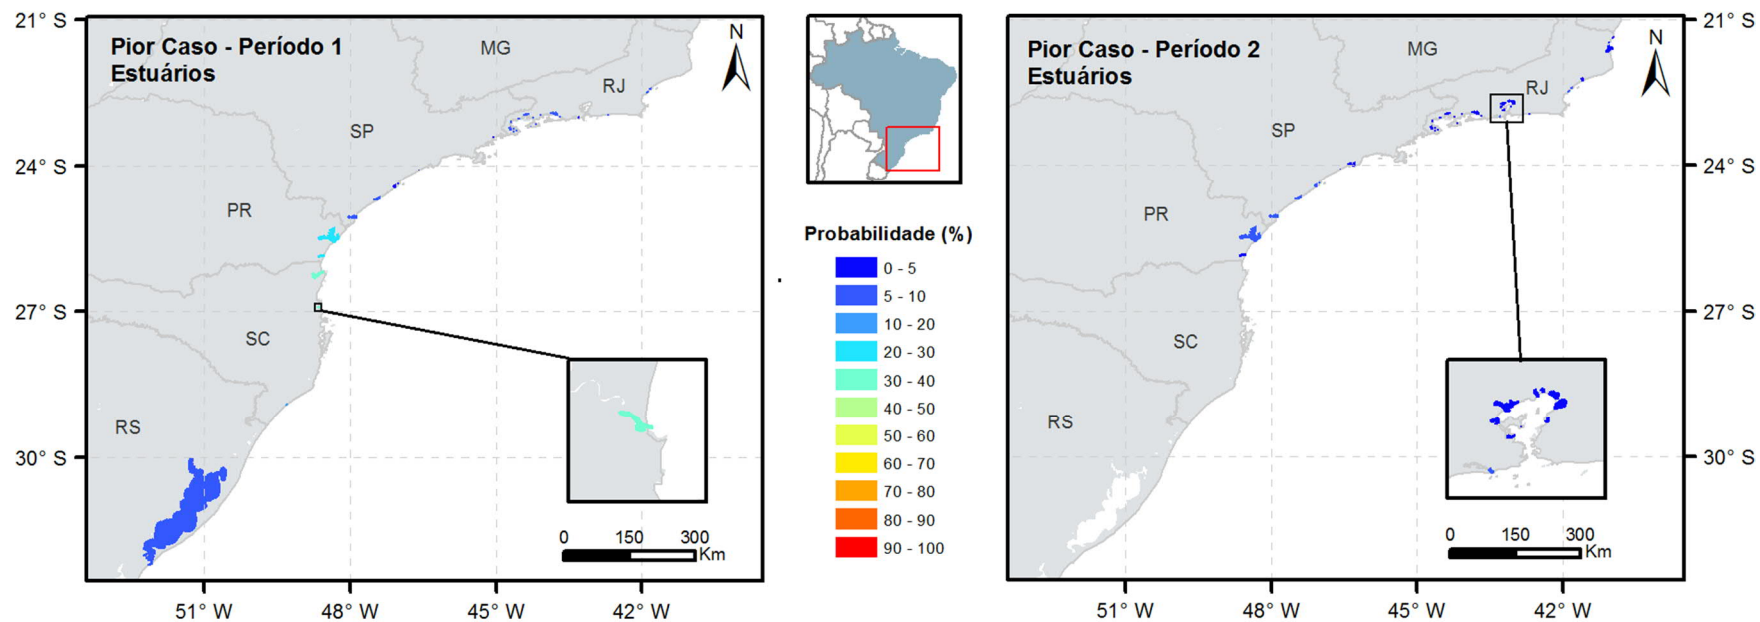 Pior Caso - Período 1
Estuários
N
MG
RJ
SP
PR
SC
RS
0 150 300
Km
21° S
24° S
27° S
30° S
51° W
48° W
45° W
42° W
Probabilidade (%)
0 - 5
5 - 10
10 - 20
20 - 30
30 - 40
40 - 50
50 - 60
60 - 70
70 - 80
80 - 90
90 - 100
Pior Caso - Período 2
Estuários
N
MG
RJ
SP
PR
SC
RS
0 150 300
Km
21° S
24° S
27° S
30° S
51° W
48° W
45° W
42° W